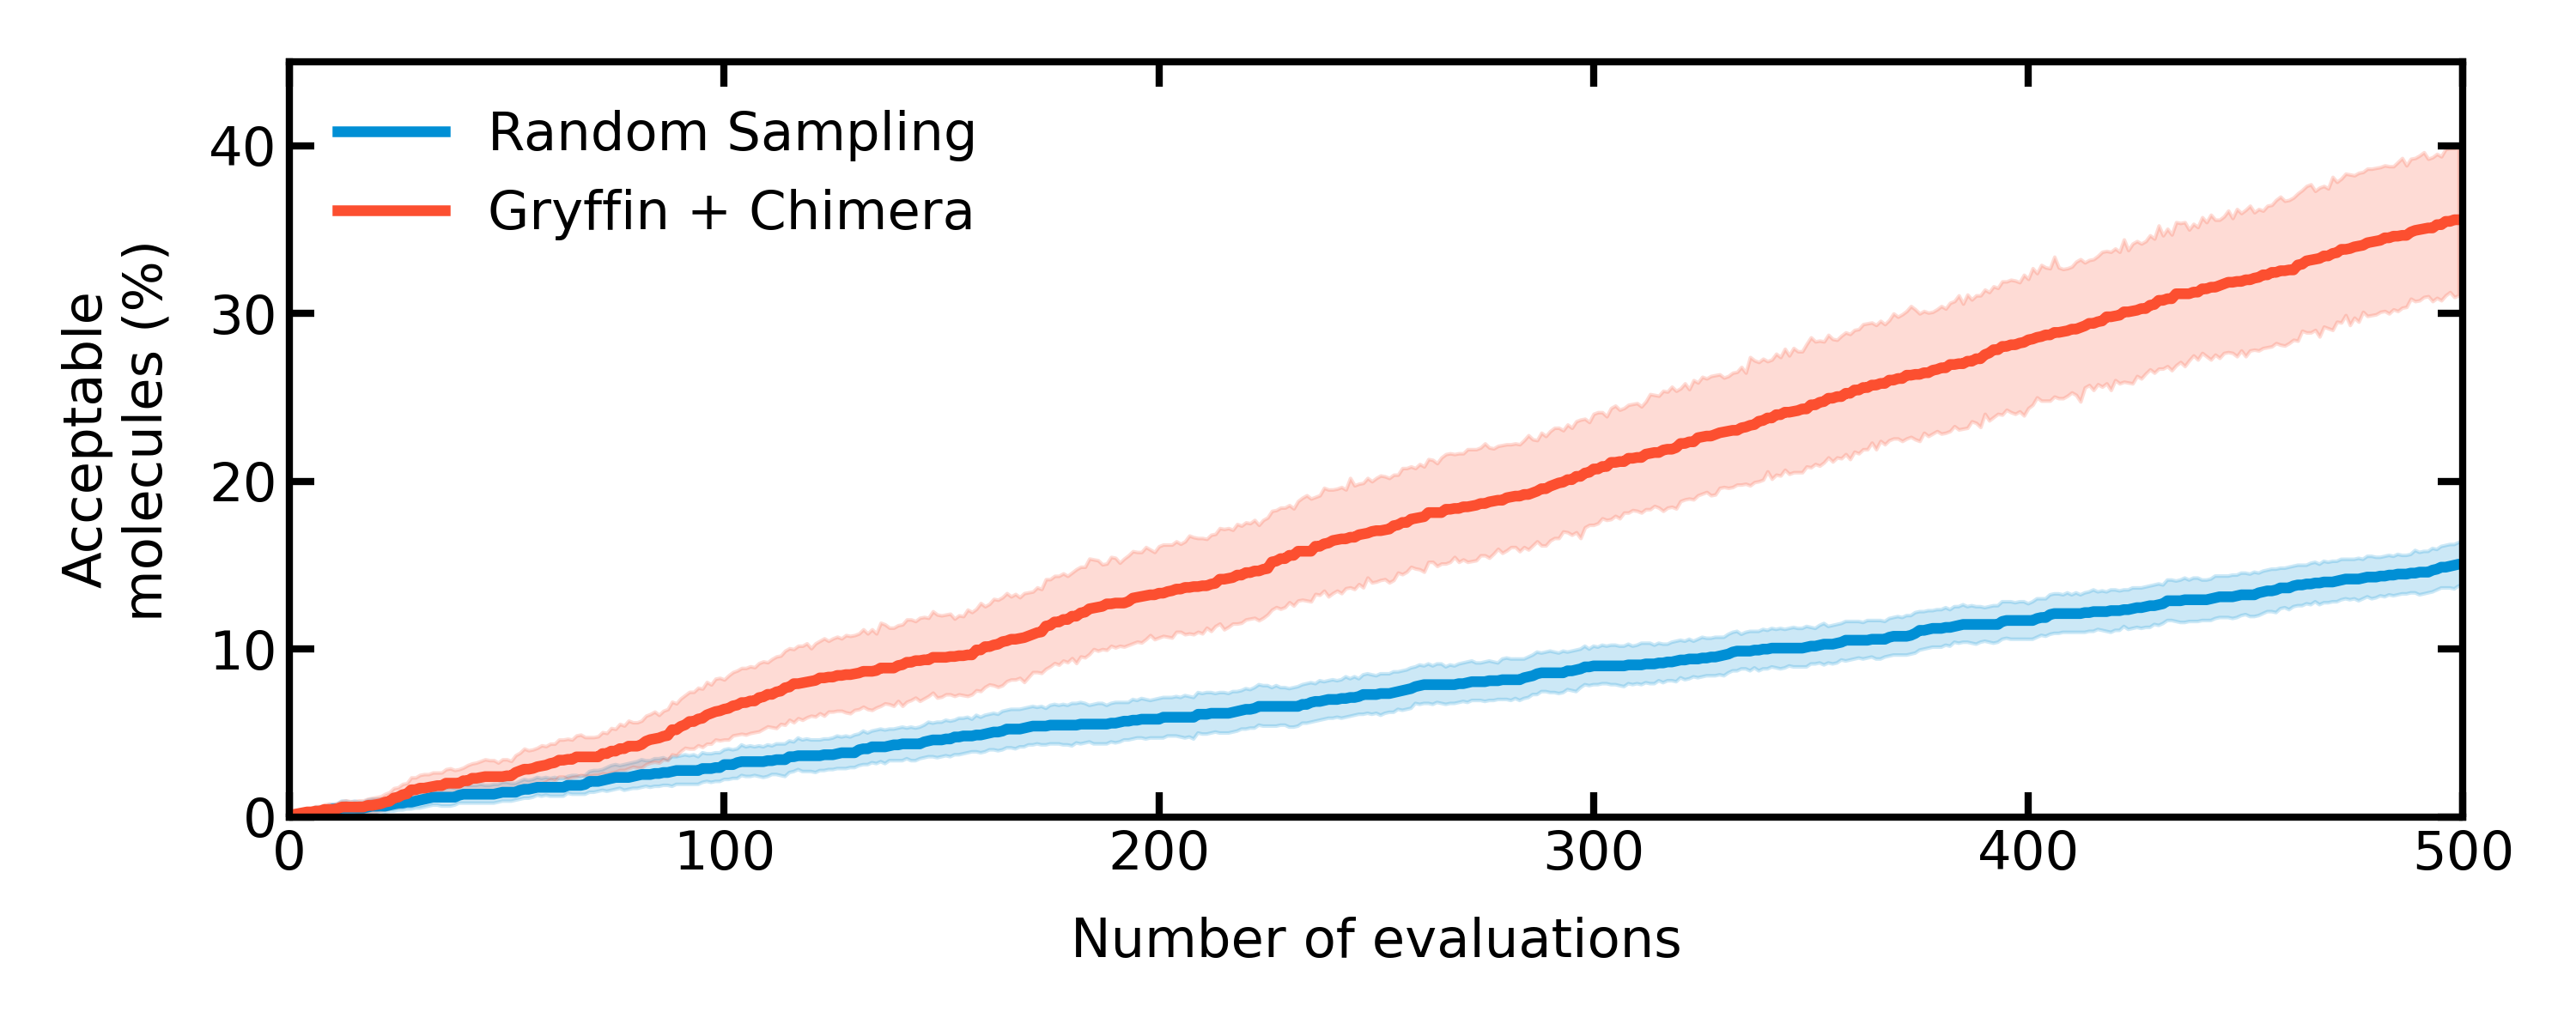 Random Sampling
Gryffin + Chimera
Acceptable
molecules (%)
40
30
20
10
0
0 100 200 300 400 500
Number of evaluations